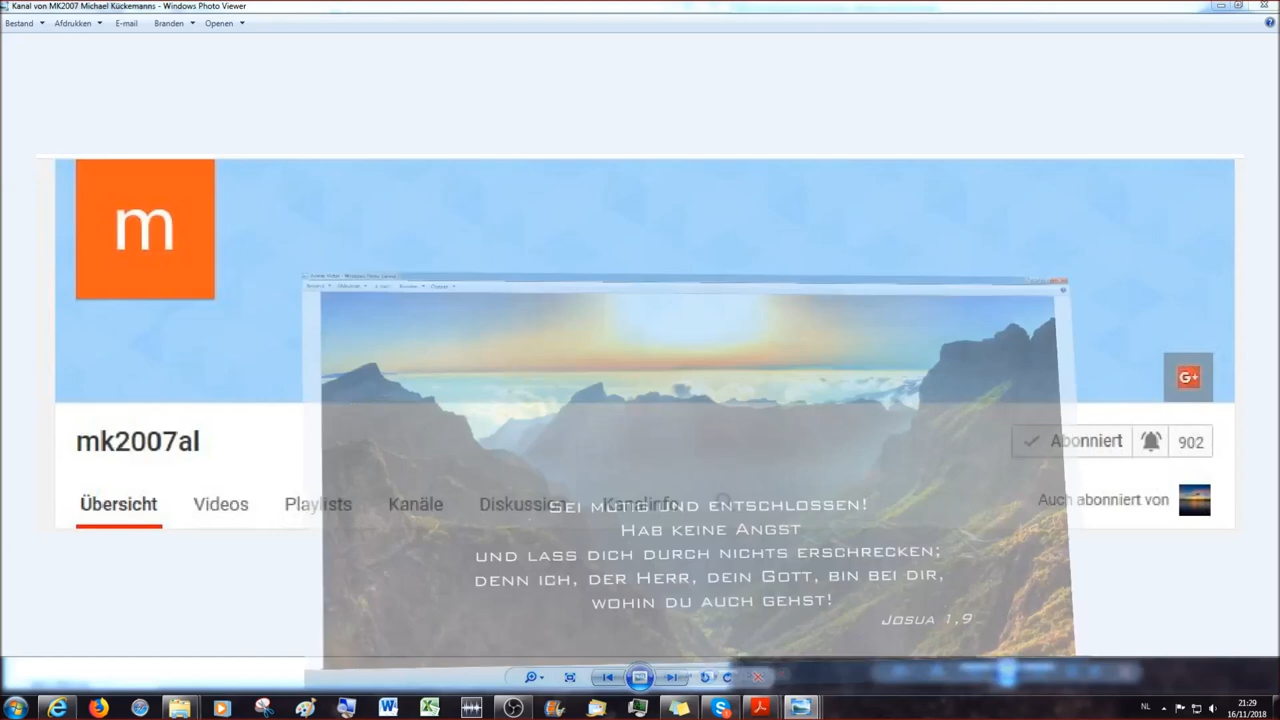 Kanal von MK2007 Michael Kückemanns - Windows Photo Viewer
Bestand Afdrukken E-mail Branden Openen
m
G+
mk2007al
Abonniert 902
Übersicht Videos Playlists Kanäle Diskussion Kanalinfo
Auch abonniert von
Sei mutig und entschlossen!
Hab keine Angst
und lass dich durch nichts erschrecken;
denn ich, der Herr, dein Gott, bin bei dir,
wohin du auch gehst!
Josua 1,9
NL
21:29
16/11/2018